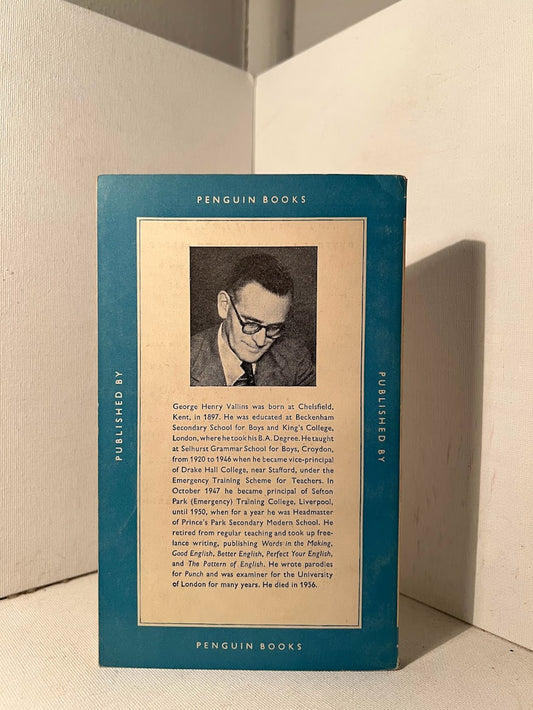 PENGUIN BOOKS
PUBLISHED BY
PUBLISHED BY
George Henry Vallins was born at Chelsfield,
Kent, in 1897. He was educated at Beckenham
Secondary School for Boys and King's College,
London, where he took his B.A. Degree. He taught
at Selhurst Grammar School for Boys, Croydon,
from 1920 to 1946 when he became vice-principal
of Drake Hall College, near Stafford, under the
Emergency Training Scheme for Teachers. In
October 1947 he became principal of Sefton
Park (Emergency) Training College, Liverpool,
until 1950, when for a year he was Headmaster
of Prince's Park Secondary Modern School. He
retired from regular teaching and took up free-
lance writing, publishing Words in the Making,
Good English, Better English, Perfect Your English,
and The Pattern of English. He wrote parodies
for Punch and was examiner for the University
of London for many years. He died in 1956.
PENGUIN BOOKS